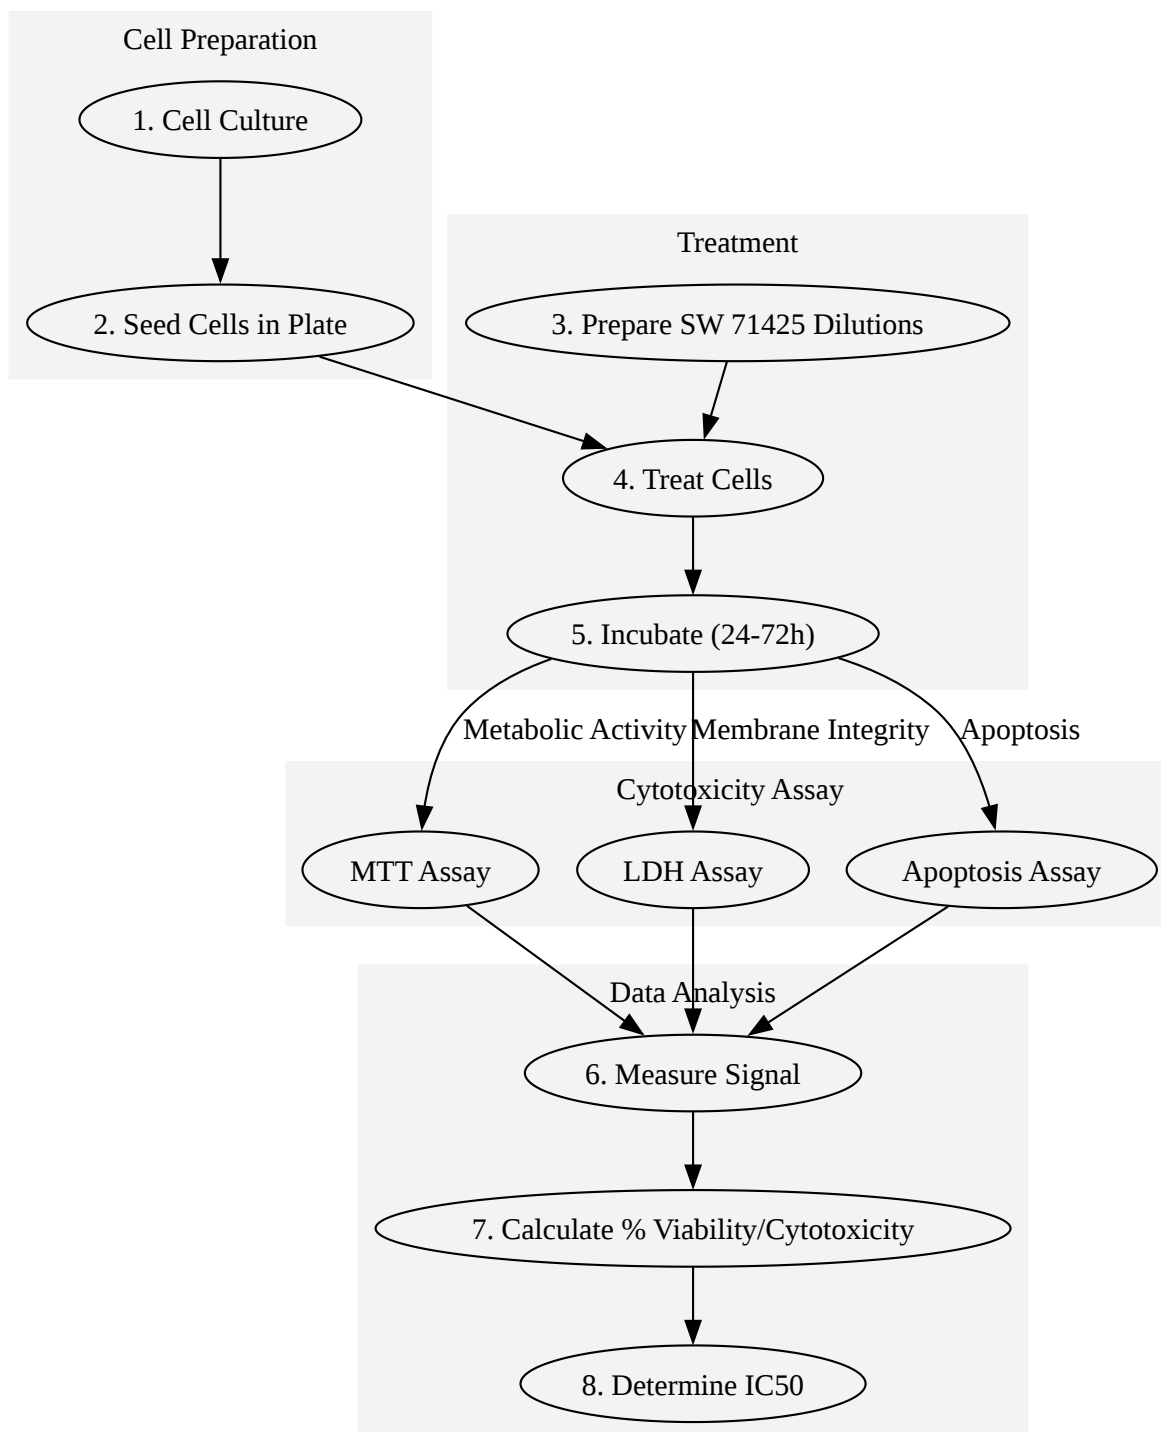 Cell Preparation
1. Cell Culture
2. Seed Cells in Plate
Treatment
3. Prepare SW 71425 Dilutions
4. Treat Cells
5. Incubate (24-72h)
Metabolic Activity
Membrane Integrity
Apoptosis
Cytotoxicity Assay
MTT Assay
LDH Assay
Apoptosis Assay
Data Analysis
6. Measure Signal
7. Calculate % Viability/Cytotoxicity
8. Determine IC50